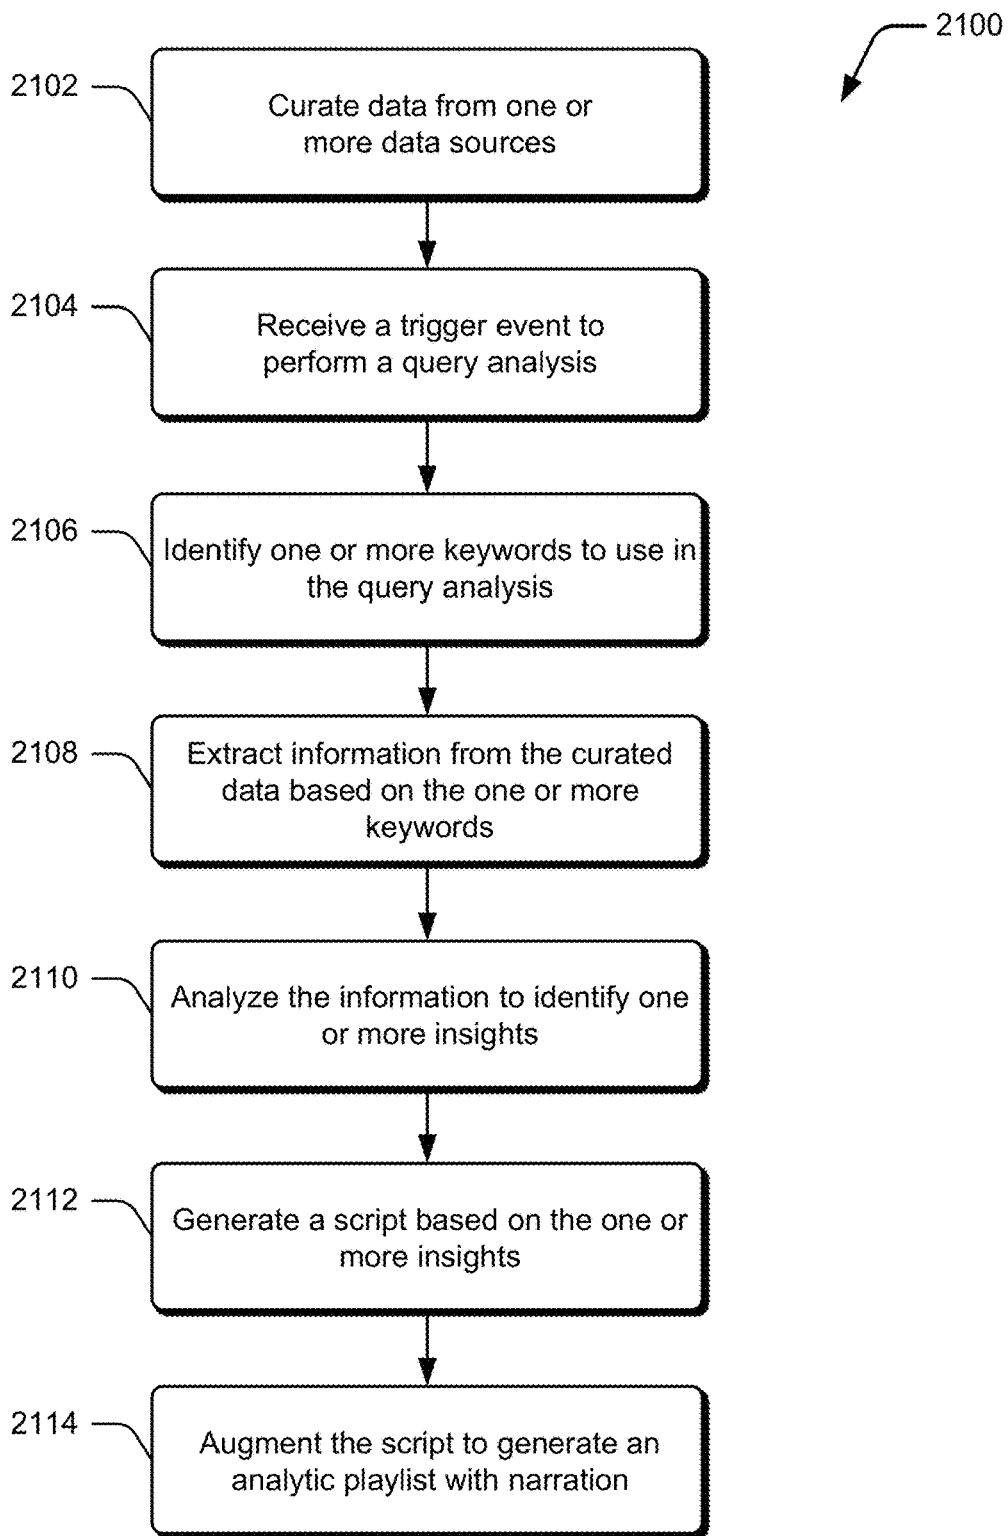 2100
2102
Curate data from one or
more data sources
2104
Receive a trigger event to
perform a query analysis
2106
Identify one or more keywords to use in
the query analysis
2108
Extract information from the curated
data based on the one or more
keywords
2110
Analyze the information to identify one
or more insights
2112
Generate a script based on the one or
more insights
2114
Augment the script to generate an
analytic playlist with narration